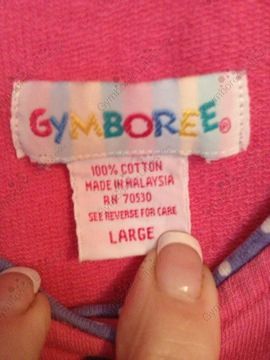 GYMBOREE®
100% COTTON
MADE IN MALAYSIA
RN 70530
SEE REVERSE FOR CARE
LARGE